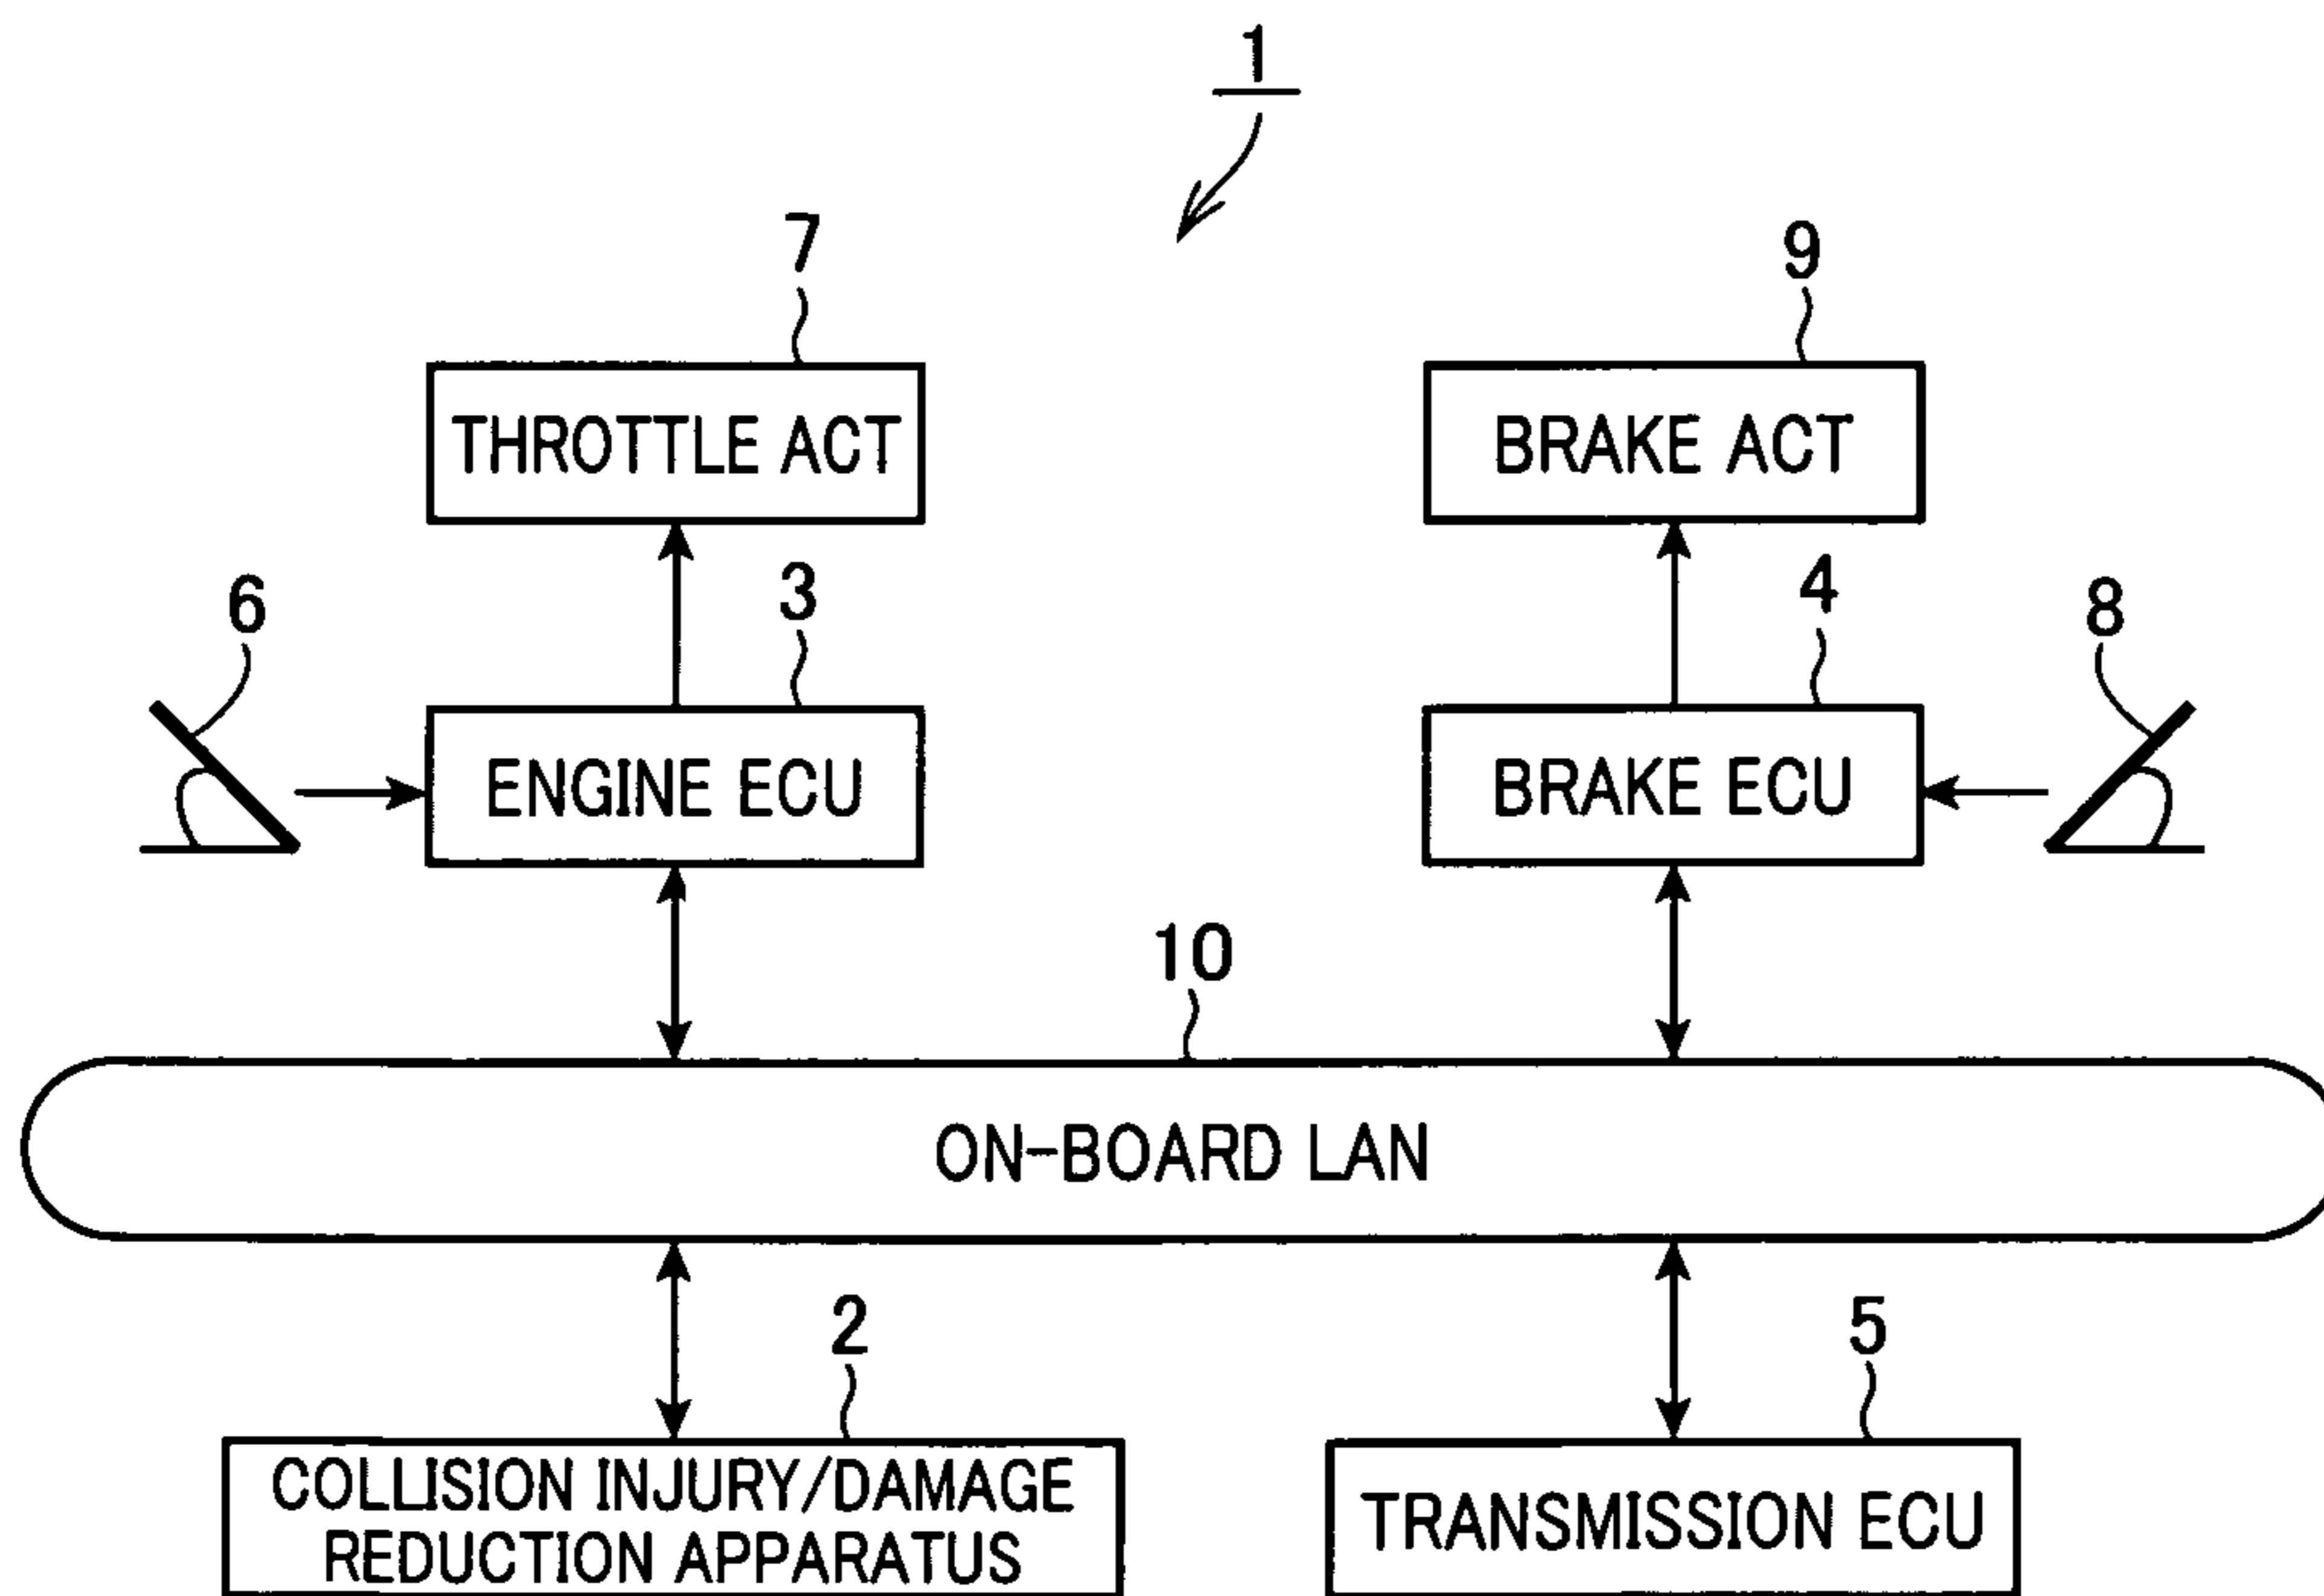 1
7
9
THROTTLE ACT
BRAKE ACT
6
3
4
8
ENGINE ECU
BRAKE ECU
10
ON-BOARD LAN
2
5
COLLISION INJURY/DAMAGE
REDUCTION APPARATUS
TRANSMISSION ECU